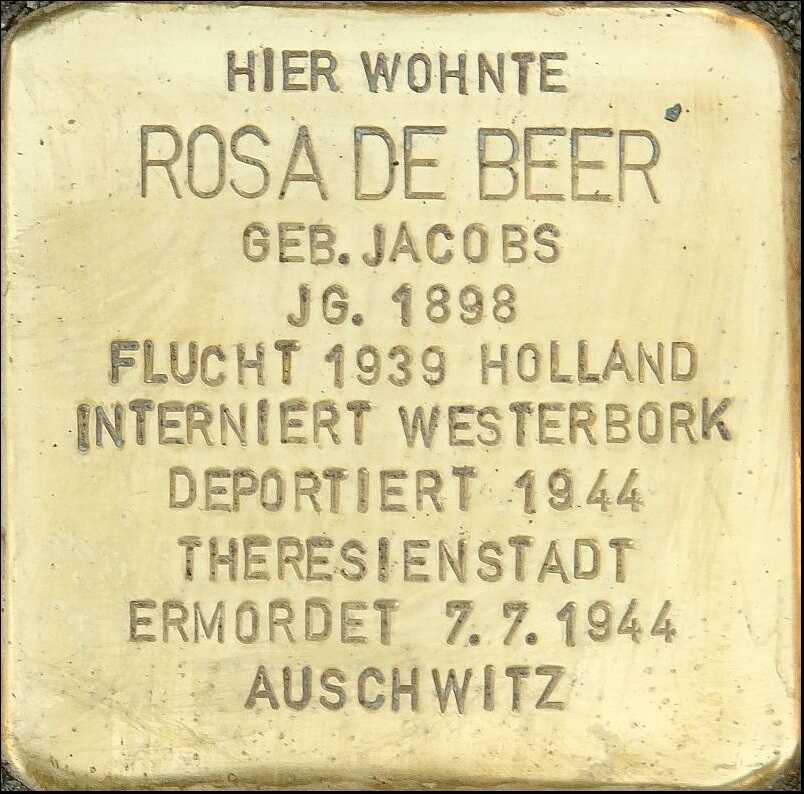 HIER WOHNTE
ROSA DE BEER
GEB. JACOBS
JG. 1898
FLUCHT 1939 HOLLAND
INTERNIERT WESTERBORK
DEPORTIERT 1944
THERESIENSTADT
ERMORDET 7.7.1944
AUSCHWITZ